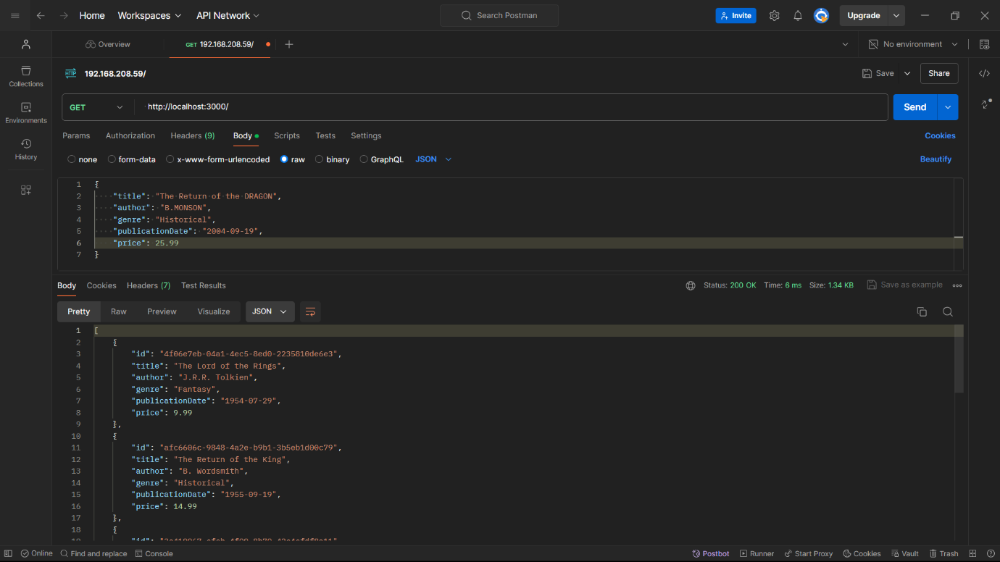 Home Workspaces API Network Search Postman Invite Upgrade
Overview GET 192.168.208.59/ No environment
HTTP 192.168.208.59/ Save Share
Collections
Environments
History
GET http://localhost:3000/ Send
Params Authorization Headers (9) Body Scripts Tests Settings Cookies
none form-data x-www-form-urlencoded raw binary GraphQL JSON Beautify
1 {
2 "title": "The Return of the DRAGON",
3 "author": "B.MONSON",
4 "genre": "Historical",
5 "publicationDate": "2004-09-19",
6 "price": 25.99
7 }
Body Cookies Headers (7) Test Results Status: 200 OK Time: 6 ms Size: 1.34 KB Save as example
Pretty Raw Preview Visualize JSON
1 [
2 {
3 "id": "4f06e7eb-04a1-4ec5-8ed0-2235810de6e3",
4 "title": "The Lord of the Rings",
5 "author": "J.R.R. Tolkien",
6 "genre": "Fantasy",
7 "publicationDate": "1954-07-29",
8 "price": 9.99
9 },
10 {
11 "id": "afc6606c-9848-4a2e-b9b1-3b5eb1d00c79",
12 "title": "The Return of the King",
13 "author": "B. Wordsmith",
14 "genre": "Historical",
15 "publicationDate": "1955-09-19",
16 "price": 14.99
17 },
18 {
Online Find and replace Console Postbot Runner Start Proxy Cookies Vault Trash